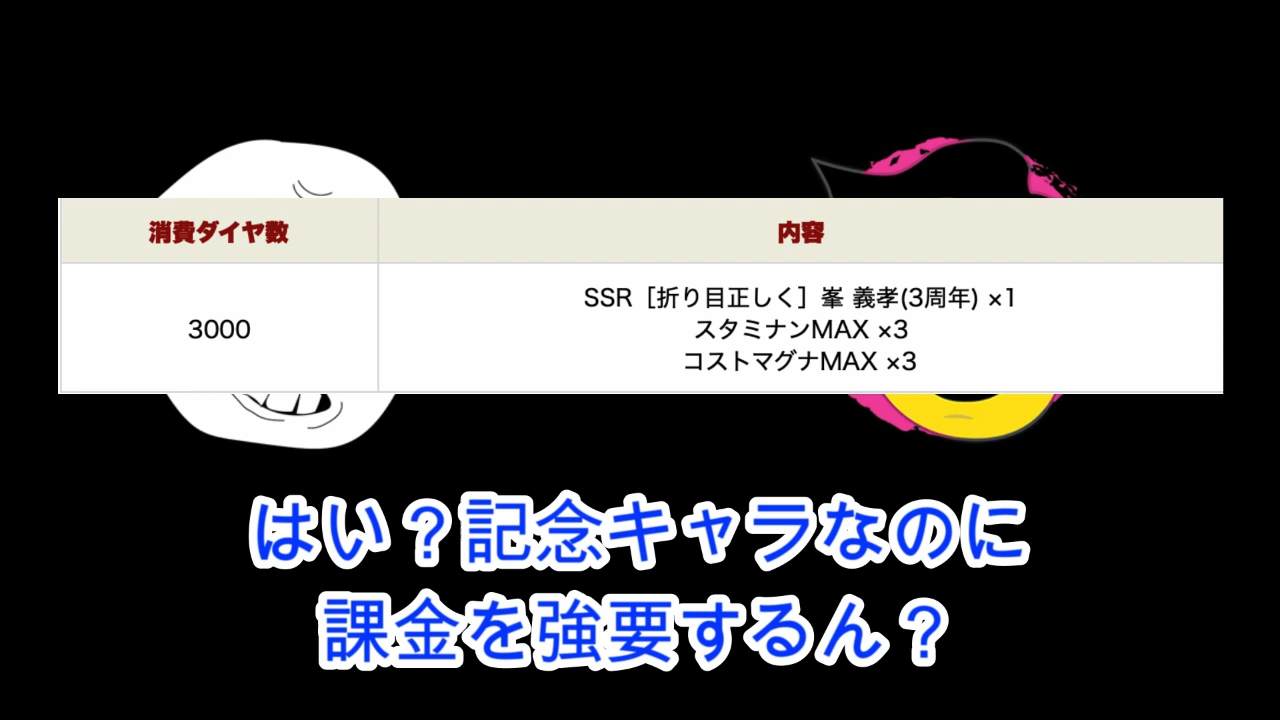 消費ダイヤ数
内容
3000
SSR［折り目正しく］峯 義孝(3周年) ×1
スタミナンMAX ×3
コストマグナMAX ×3
はい？記念キャラなのに
課金を強要するん？